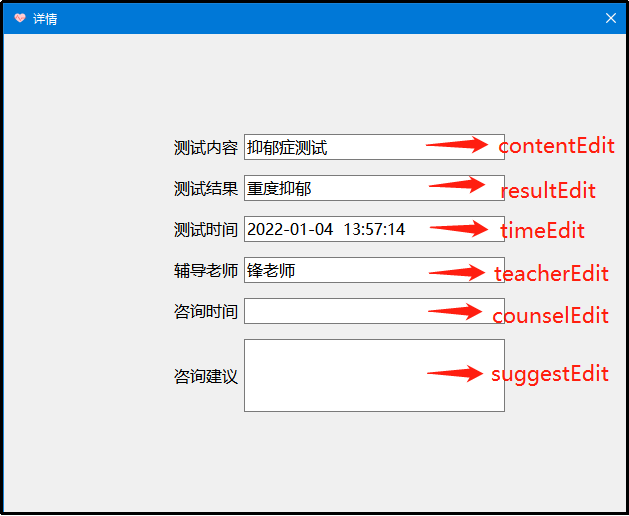 详情
测试内容 抑郁症测试 contentEdit
测试结果 重度抑郁 resultEdit
测试时间 2022-01-04 13:57:14 timeEdit
辅导老师 锋老师 teacherEdit
咨询时间 counselEdit
咨询建议 suggestEdit